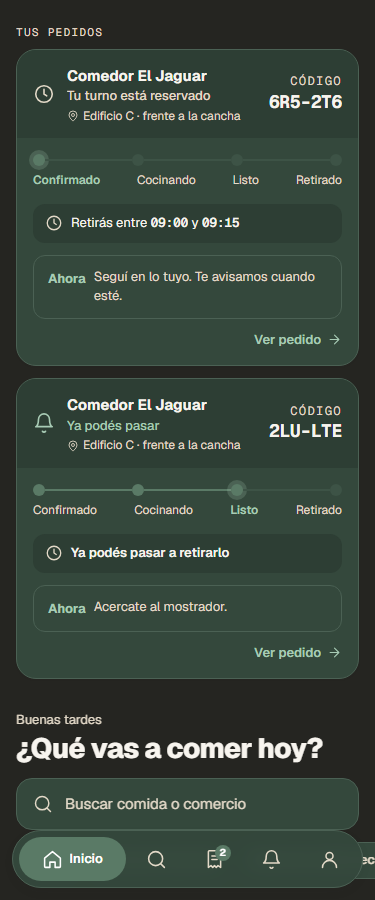 TUS PEDIDOS
Comedor El Jaguar
Tu turno está reservado
Edificio C · frente a la cancha
CÓDIGO
6R5-2T6
Confirmado Cocinando Listo Retirado
Retirás entre 09:00 y 09:15
Ahora Seguí en lo tuyo. Te avisamos cuando
esté.
Ver pedido →
Comedor El Jaguar
Ya podés pasar
Edificio C · frente a la cancha
CÓDIGO
2LU-LTE
Confirmado Cocinando Listo Retirado
Ya podés pasar a retirarlo
Ahora Acercate al mostrador.
Ver pedido →
Buenas tardes
¿Qué vas a comer hoy?
Buscar comida o comercio
Inicio
2